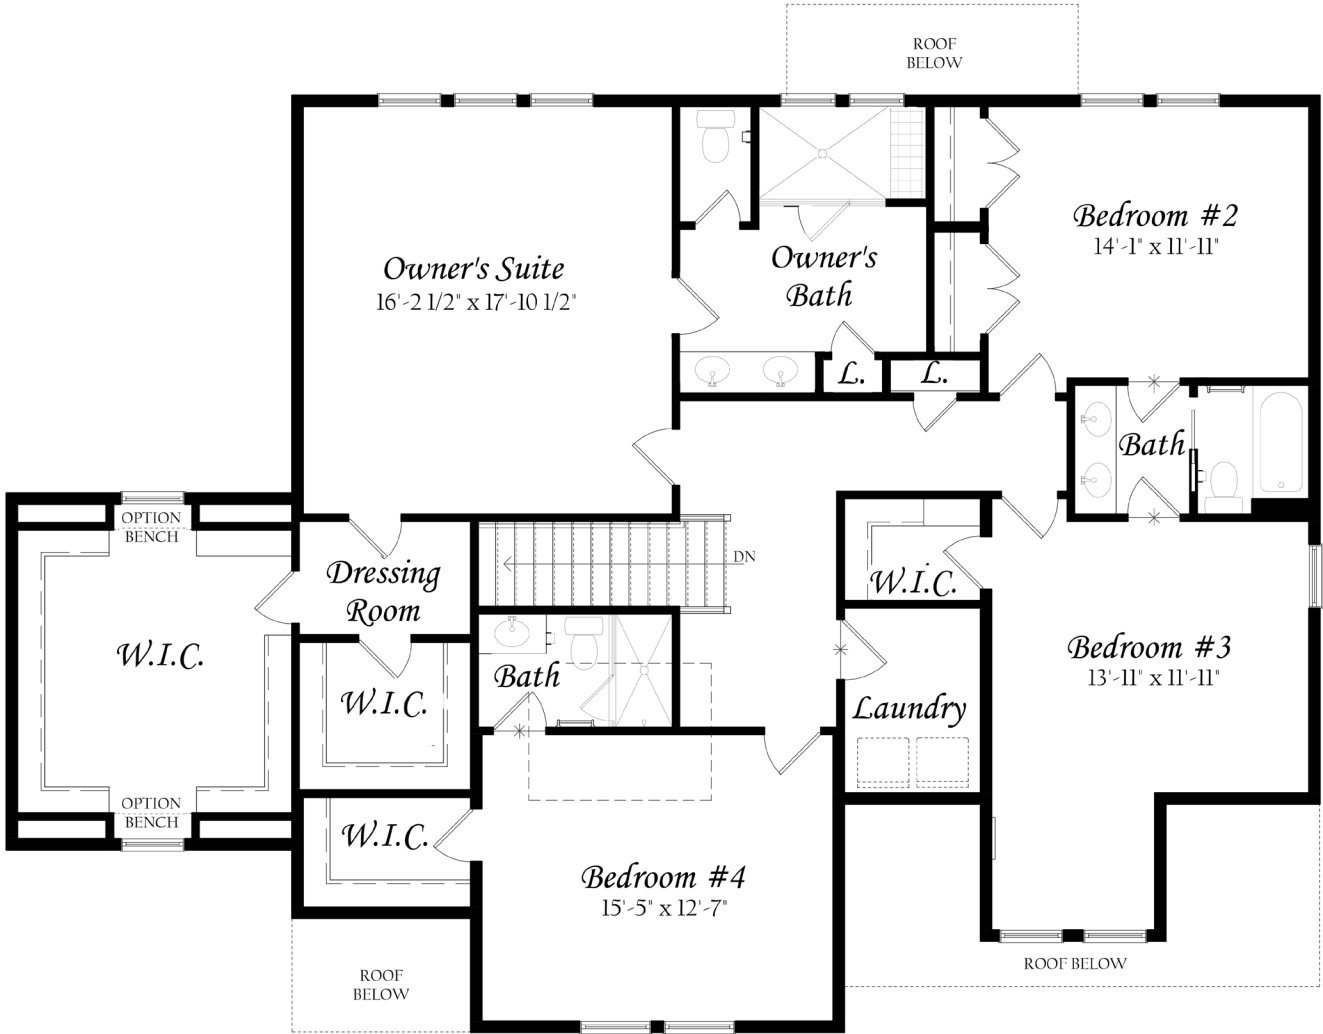 ROOF
BELOW
Bedroom #2
14'-1" x 11'-11"
Owner's Suite
16'-2 1/2" x 17'-10 1/2"
Owner's
Bath
L.
L.
Bath
OPTION
BENCH
DN
Dressing
Room
W.I.C.
W.I.C.
Bedroom #3
13'-11" x 11'-11"
Bath
W.I.C.
Laundry
OPTION
BENCH
W.I.C.
Bedroom #4
15'-5" x 12'-7"
ROOF
BELOW
ROOF BELOW